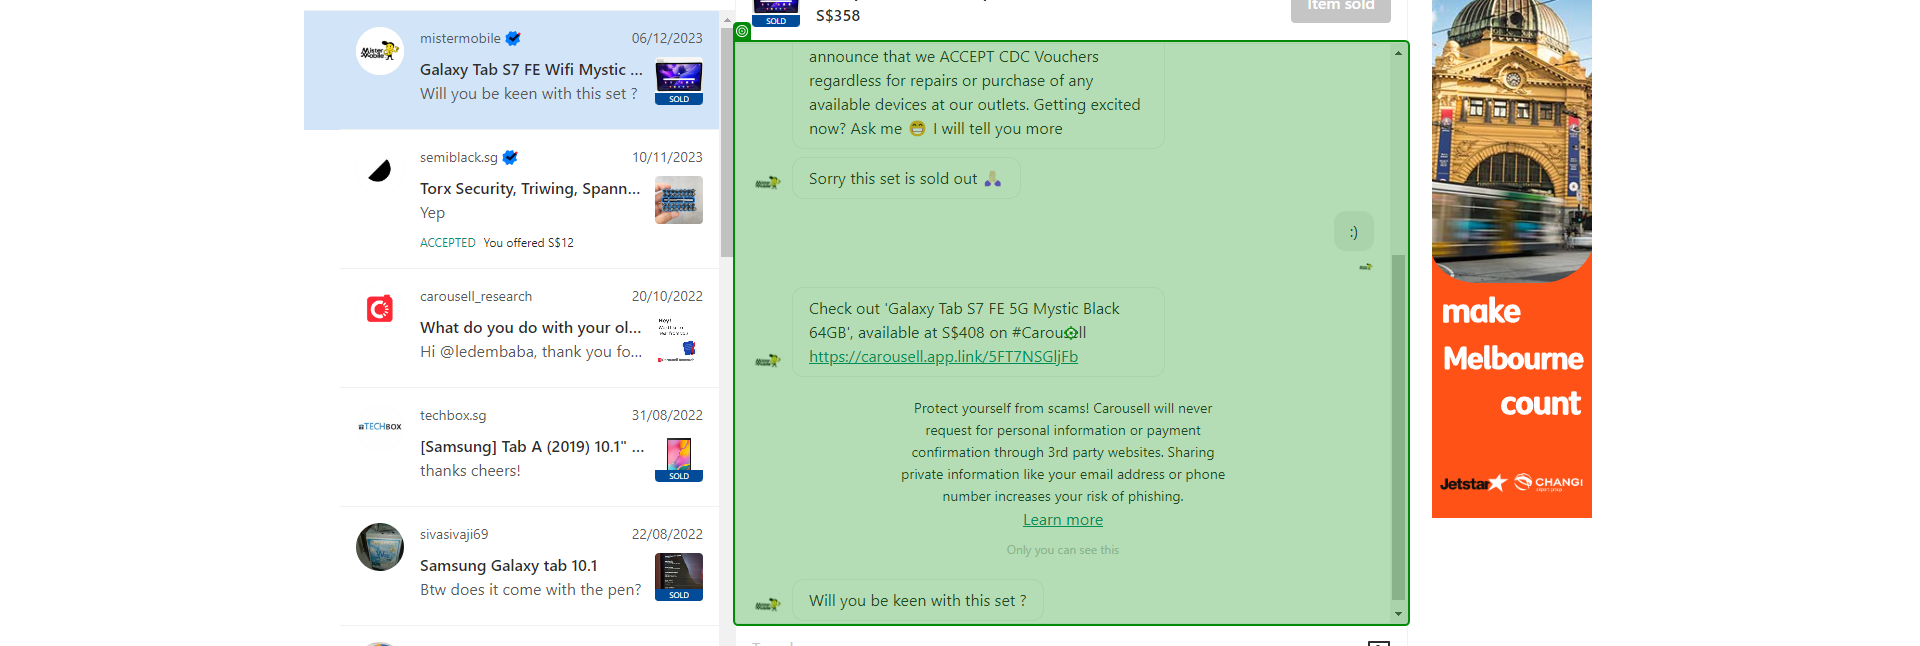 mistermobile
06/12/2023
Galaxy Tab S7 FE Wifi Mystic ...
Will you be keen with this set ?
SOLD
semiblack.sg
10/11/2023
Torx Security, Triwing, Spann...
Yep
ACCEPTED You offered S$12
carousell_research
20/10/2022
What do you do with your ol...
Hi @ledembaba, thank you fo...
techbox.sg
31/08/2022
TECHBOX
[Samsung] Tab A (2019) 10.1" ...
thanks cheers!
SOLD
sivasivaji69
22/08/2022
Samsung Galaxy tab 10.1
Btw does it come with the pen?
SOLD
SOLD
S$358
Item sold
announce that we ACCEPT CDC Vouchers
regardless for repairs or purchase of any
available devices at our outlets. Getting excited
now? Ask me 😁 I will tell you more
Sorry this set is sold out 🙏
:)
Check out 'Galaxy Tab S7 FE 5G Mystic Black
64GB', available at S$408 on #Carousell
https://carousell.app.link/5FT7NSGljFb
Protect yourself from scams! Carousell will never
request for personal information or payment
confirmation through 3rd party websites. Sharing
private information like your email address or phone
number increases your risk of phishing.
Learn more
Only you can see this
Will you be keen with this set ?
make
Melbourne
count
Jetstar
CHANGI